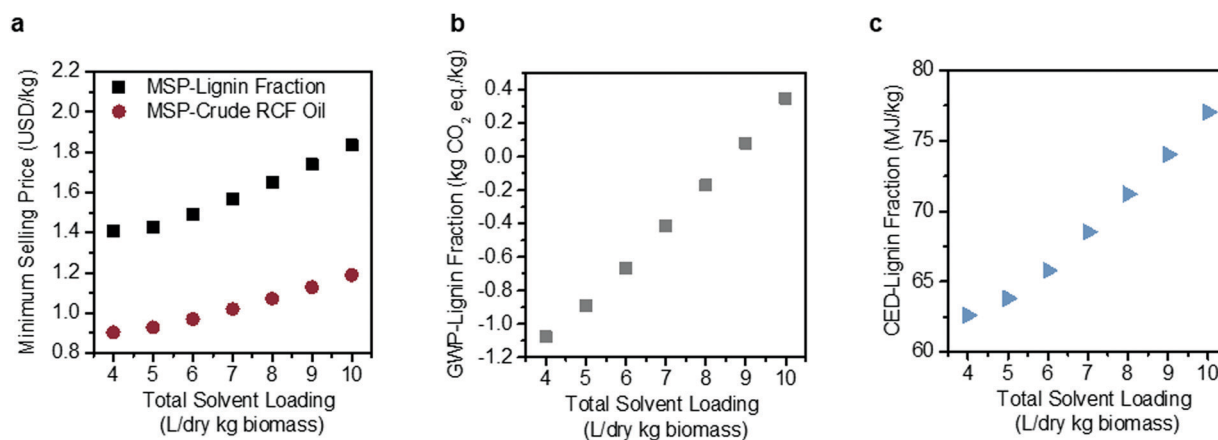 a
Minimum Selling Price (USD/kg)
2.2
2.0
1.8
1.6
1.4
1.2
1.0
0.8
MSP-Lignin Fraction
MSP-Crude RCF Oil
4 5 6 7 8 9 10
Total Solvent Loading
(L/dry kg biomass)
b
GWP-Lignin Fraction (kg CO2 eq./kg)
0.4
0.2
0.0
-0.2
-0.4
-0.6
-0.8
-1.0
-1.2
4 5 6 7 8 9 10
Total Solvent Loading
(L/dry kg biomass)
c
CED-Lignin Fraction (MJ/kg)
80
75
70
65
60
4 5 6 7 8 9 10
Total Solvent Loading
(L/dry kg biomass)